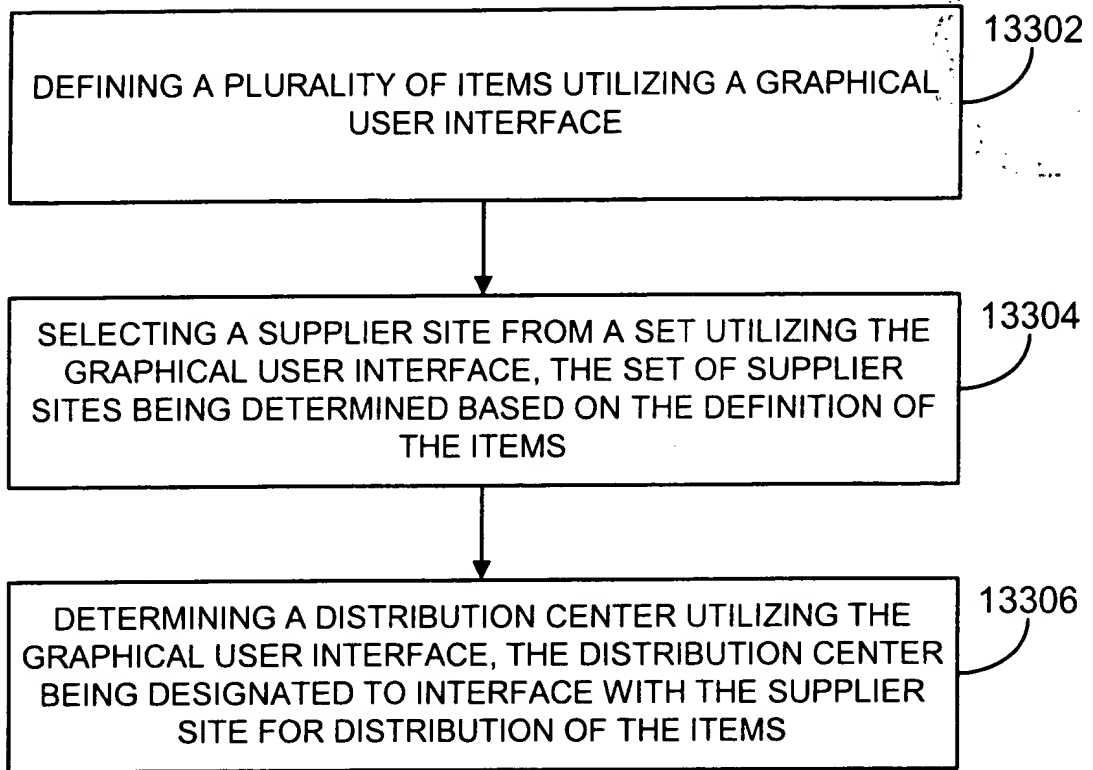 13302
DEFINING A PLURALITY OF ITEMS UTILIZING A GRAPHICAL
USER INTERFACE
13304
SELECTING A SUPPLIER SITE FROM A SET UTILIZING THE
GRAPHICAL USER INTERFACE, THE SET OF SUPPLIER
SITES BEING DETERMINED BASED ON THE DEFINITION OF
THE ITEMS
13306
DETERMINING A DISTRIBUTION CENTER UTILIZING THE
GRAPHICAL USER INTERFACE, THE DISTRIBUTION CENTER
BEING DESIGNATED TO INTERFACE WITH THE SUPPLIER
SITE FOR DISTRIBUTION OF THE ITEMS